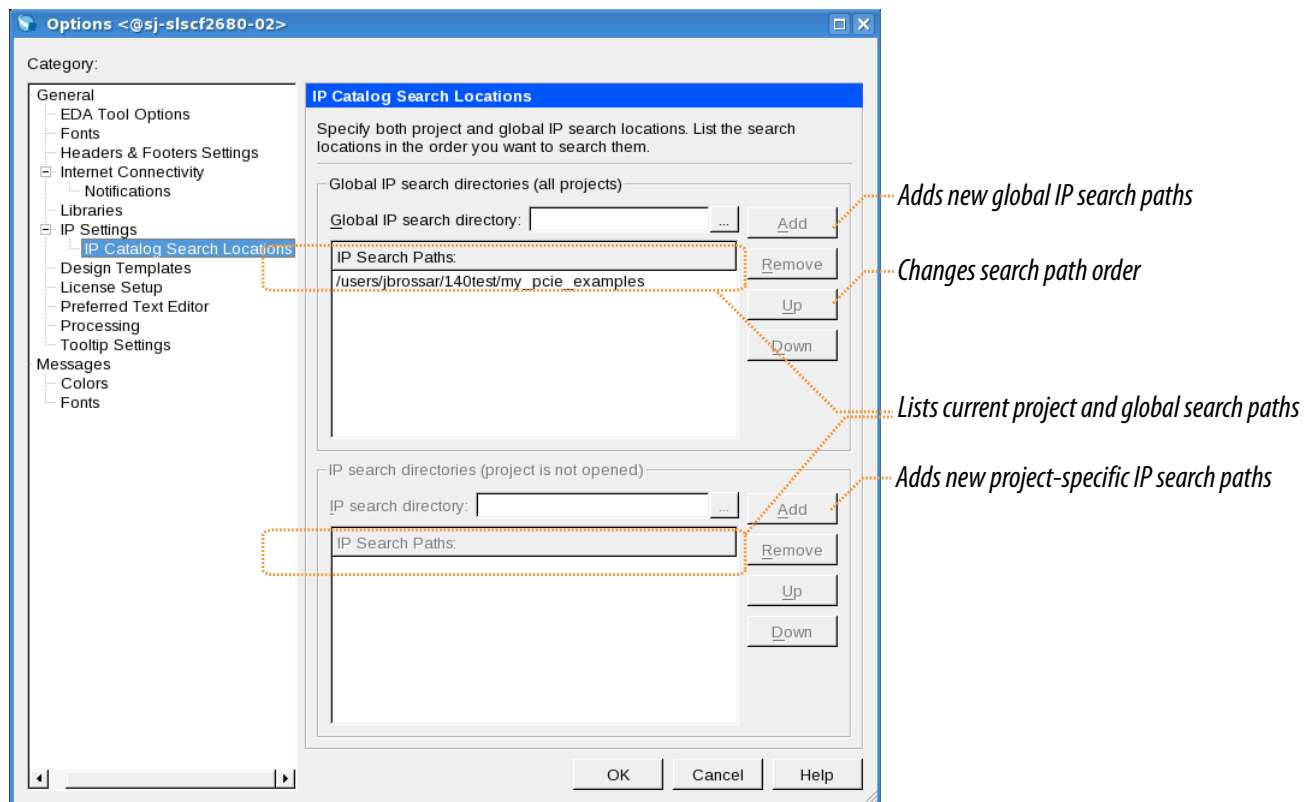 Options <@sj-slscf2680-02>
Category:
General
EDA Tool Options
Fonts
Headers & Footers Settings
Internet Connectivity
Notifications
Libraries
IP Settings
IP Catalog Search Locations
Design Templates
License Setup
Preferred Text Editor
Processing
Tooltip Settings
Messages
Colors
Fonts
IP Catalog Search Locations
Specify both project and global IP search locations. List the search
locations in the order you want to search them.
Global IP search directories (all projects)
Global IP search directory:
...
Add
IP Search Paths:
/users/jbrossar/140test/my_pcie_examples
Remove
Up
Down
IP search directories (project is not opened)
IP search directory:
...
Add
IP Search Paths:
Remove
Up
Down
OK
Cancel
Help
Adds new global IP search paths
Changes search path order
Lists current project and global search paths
Adds new project-specific IP search paths